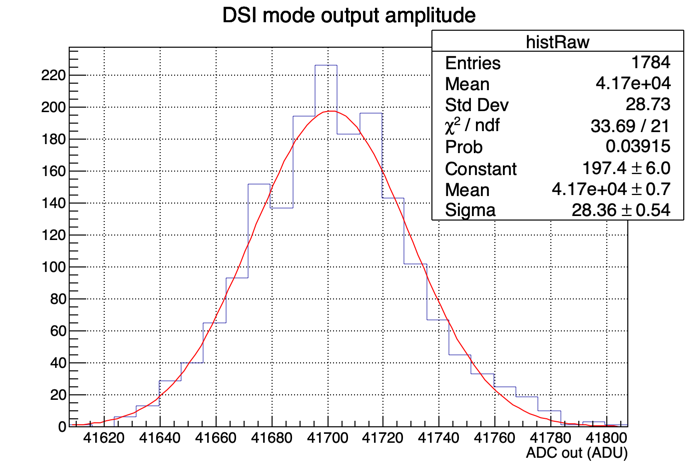 DSI mode output amplitude
histRaw
Entries 1784
Mean 4.17e+04
Std Dev 28.73
χ² / ndf 33.69 / 21
Prob 0.03915
Constant 197.4 ± 6.0
Mean 4.17e+04 ± 0.7
Sigma 28.36 ± 0.54
220
200
180
160
140
120
100
80
60
40
20
0
41620 41640 41660 41680 41700 41720 41740 41760 41780 41800
ADC out (ADU)